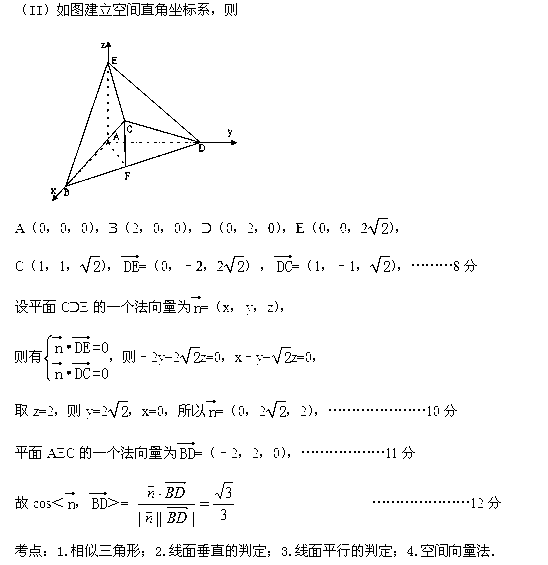 （II）如图建立空间直角坐标系，则
z
E
C
A
y
D
F
x
B
A（0，0，0），B（2，0，0），D（0，2，0），E（0，0，2√2），
C（1，1，√2），DE=（0，﹣2，2√2），DC=（1，﹣1，√2），………8分
设平面CDE的一个法向量为n=（x，y，z），
则有{n•DE=0 n•DC=0，则﹣2y+2√2z=0，x﹣y+√2z=0，
取z=2，则y=2√2，x=0，所以n=（0，2√2，2），…………………10分
平面AEC的一个法向量为BD=（﹣2，2，0），………………11分
故cos＜n，BD＞= n·BD / |n||BD| = √3/3 …………………12分
考点：1.相似三角形；2.线面垂直的判定；3.线面平行的判定；4.空间向量法.